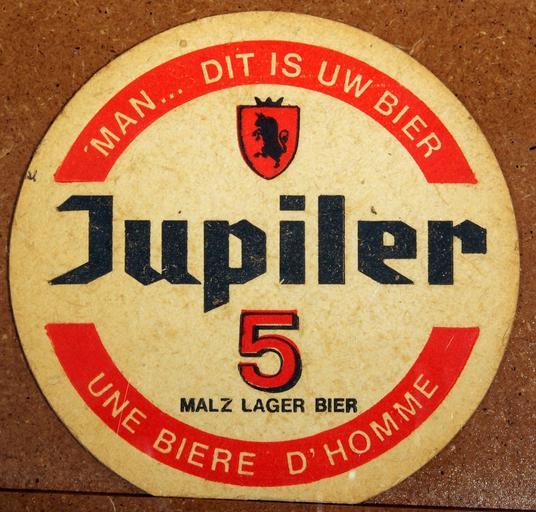 'MAN... DIT IS UW BIER
Jupiler
5
MALZ LAGER BIER
UNE BIERE D'HOMME